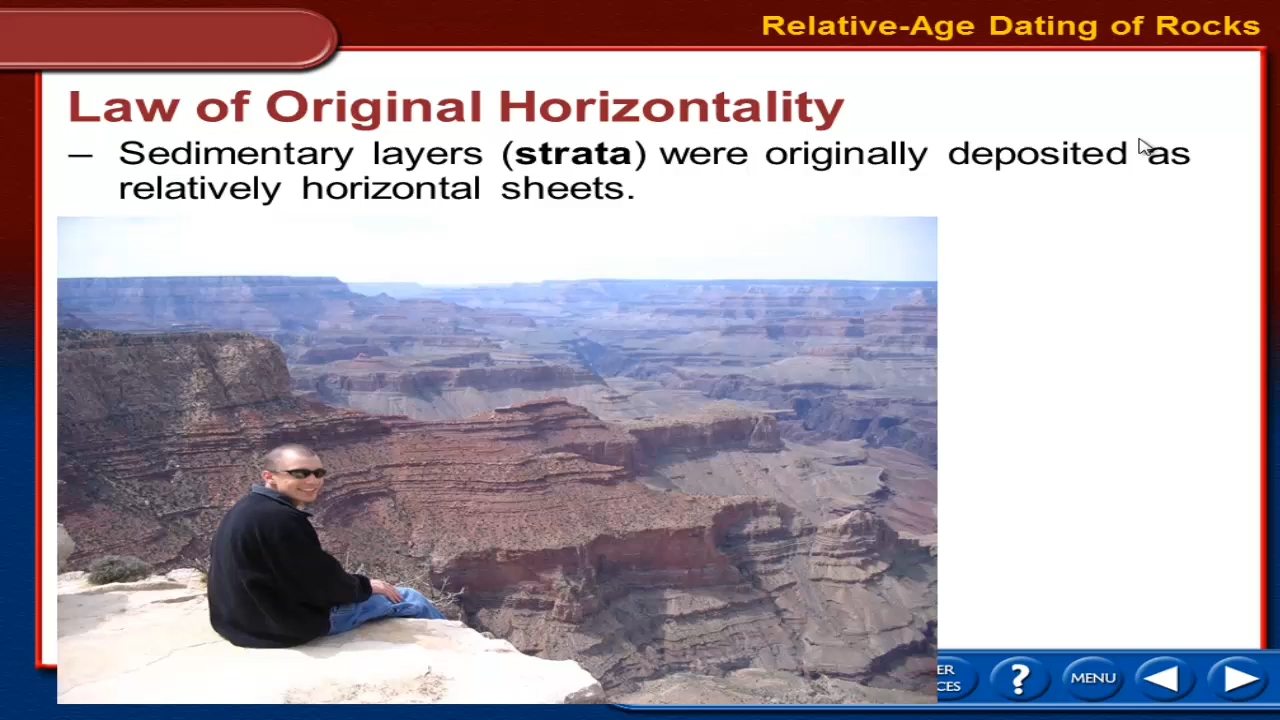 Relative-Age Dating of Rocks
Law of Original Horizontality
– Sedimentary layers (strata) were originally deposited as
relatively horizontal sheets.
?
MENU